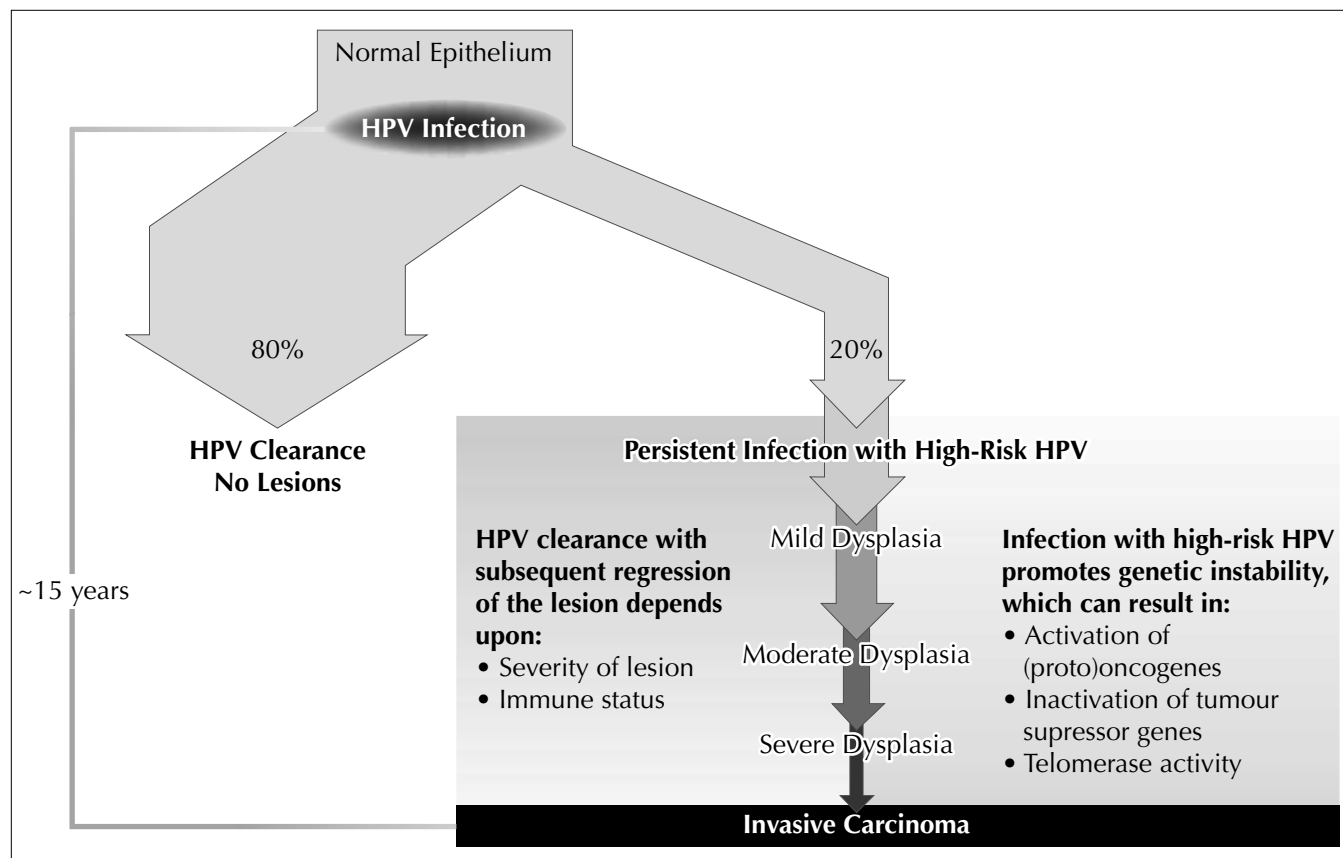 Normal Epithelium
HPV Infection
80%
20%
HPV Clearance
No Lesions
Persistent Infection with High-Risk HPV
HPV clearance with
subsequent regression
of the lesion depends
upon:
• Severity of lesion
• Immune status
Mild Dysplasia
Moderate Dysplasia
Severe Dysplasia
Infection with high-risk HPV
promotes genetic instability,
which can result in:
• Activation of
(proto)oncogenes
• Inactivation of tumour
supressor genes
• Telomerase activity
~15 years
Invasive Carcinoma